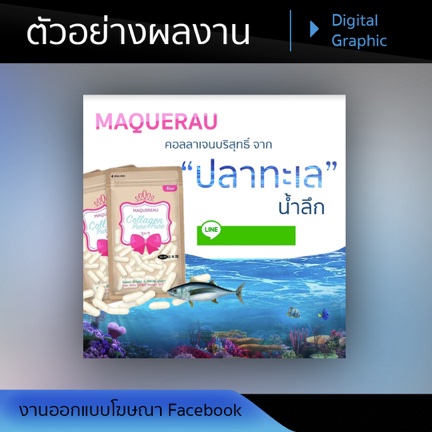 ตัวอย่างผลงาน
Digital
Graphic
MAQUERAU
คอลลาเจนบริสุทธิ์ จาก
“ปลาทะเล”
น้ำลึก
LINE
MAQUEREAU
Collagen
งานออกแบบโฆษณา Facebook